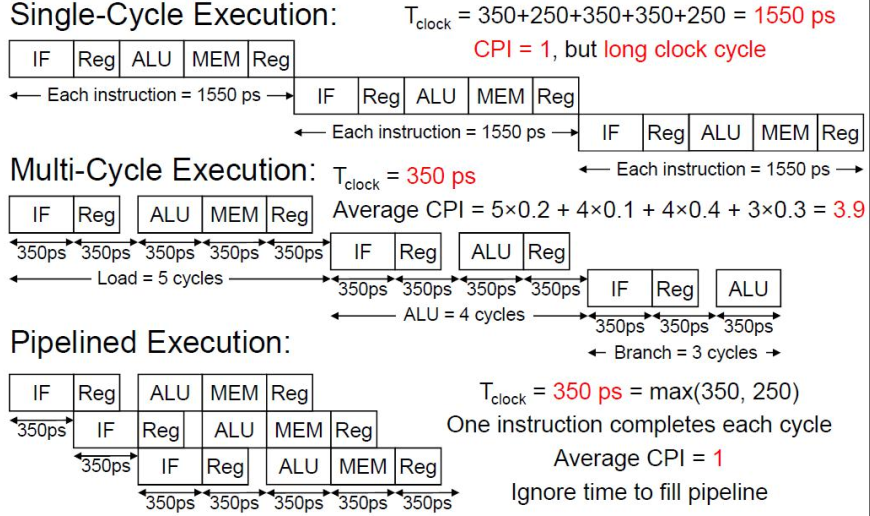 Single-Cycle Execution:
T_clock = 350+250+350+350+250 = 1550 ps
CPI = 1, but long clock cycle
IF Reg ALU MEM Reg
Each instruction = 1550 ps
IF Reg ALU MEM Reg
Each instruction = 1550 ps
IF Reg ALU MEM Reg
Each instruction = 1550 ps
Multi-Cycle Execution:
T_clock = 350 ps
Average CPI = 5×0.2 + 4×0.1 + 4×0.4 + 3×0.3 = 3.9
IF Reg ALU MEM Reg
350ps 350ps 350ps 350ps 350ps
Load = 5 cycles
IF Reg ALU Reg
350ps 350ps 350ps 350ps
ALU = 4 cycles
IF Reg ALU
350ps 350ps 350ps
Branch = 3 cycles
Pipelined Execution:
IF Reg ALU MEM Reg
350ps
IF Reg ALU MEM Reg
350ps
IF Reg ALU MEM Reg
350ps 350ps 350ps 350ps 350ps
T_clock = 350 ps = max(350, 250)
One instruction completes each cycle
Average CPI = 1
Ignore time to fill pipeline